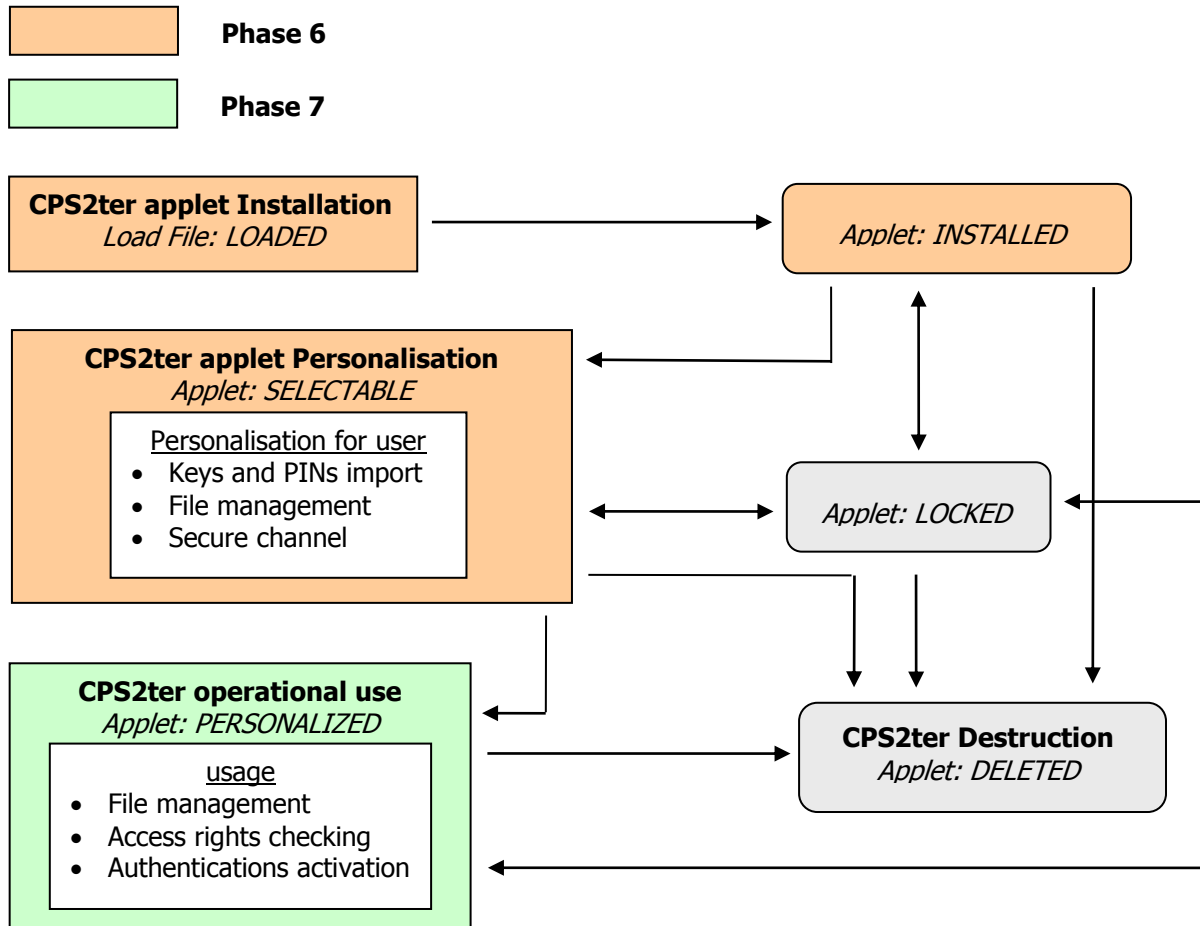 Phase 6
Phase 7
CPS2ter applet Installation
Load File: LOADED
Applet: INSTALLED
CPS2ter applet Personalisation
Applet: SELECTABLE
Personalisation for user
• Keys and PINs import
• File management
• Secure channel
Applet: LOCKED
CPS2ter operational use
Applet: PERSONALIZED
usage
• File management
• Access rights checking
• Authentications activation
CPS2ter Destruction
Applet: DELETED